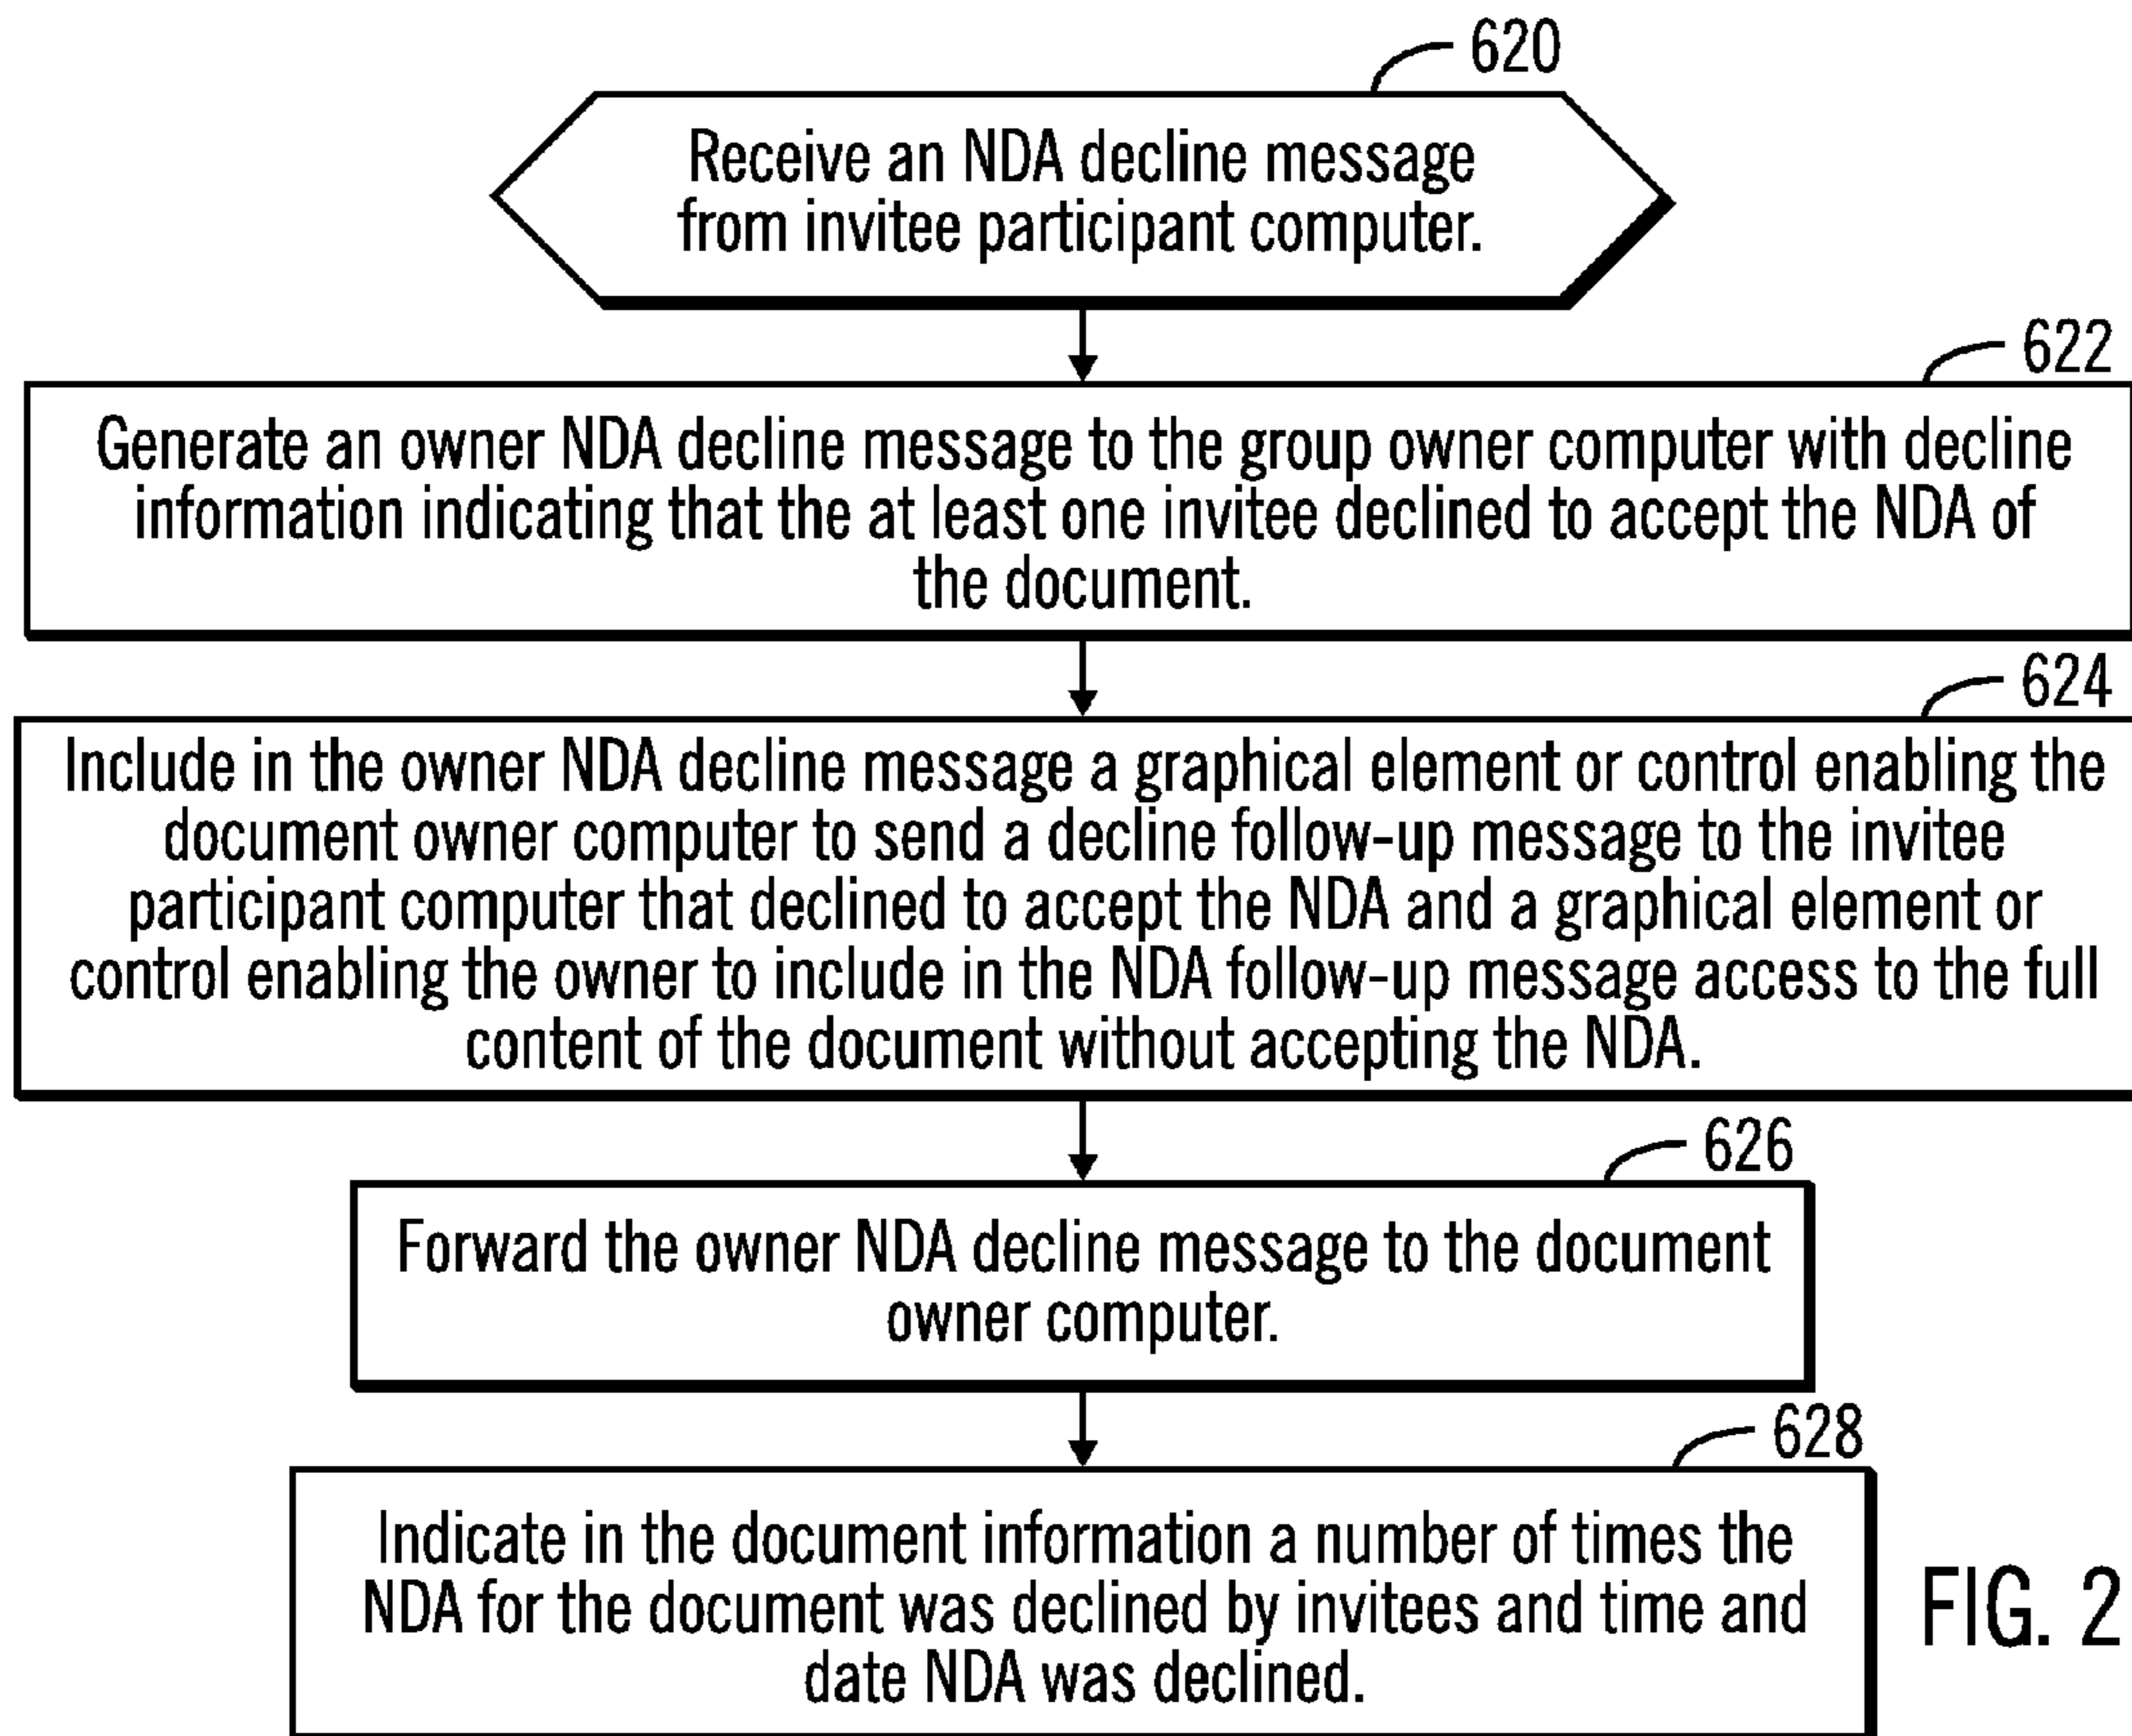 620
Receive an NDA decline message
from invitee participant computer.
622
Generate an owner NDA decline message to the group owner computer with decline
information indicating that the at least one invitee declined to accept the NDA of
the document.
624
Include in the owner NDA decline message a graphical element or control enabling the
document owner computer to send a decline follow-up message to the invitee
participant computer that declined to accept the NDA and a graphical element or
control enabling the owner to include in the NDA follow-up message access to the full
content of the document without accepting the NDA.
626
Forward the owner NDA decline message to the document
owner computer.
628
Indicate in the document information a number of times the
NDA for the document was declined by invitees and time and
date NDA was declined.
FIG. 2